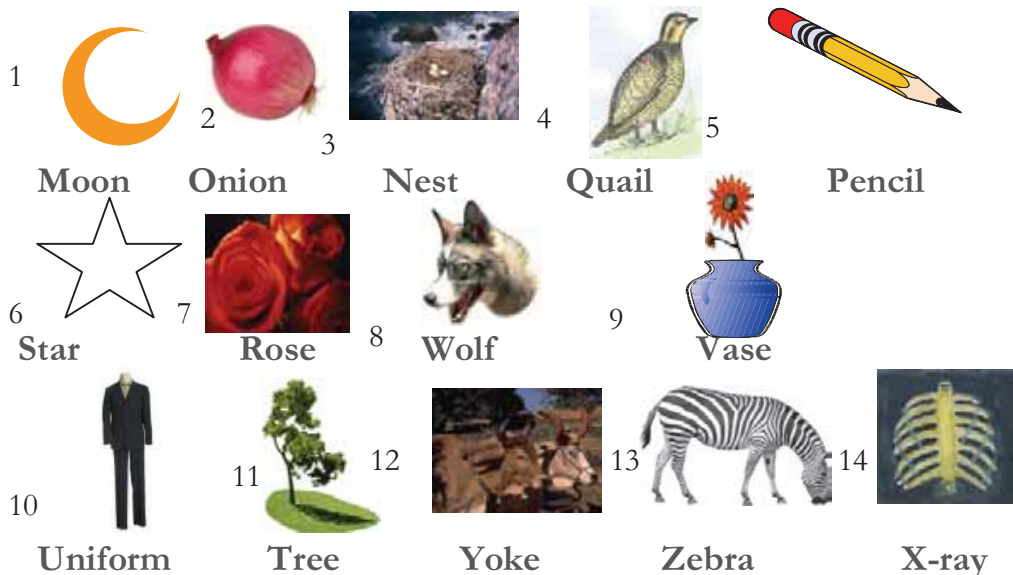 1 2 3 4 5
Moon Onion Nest Quail Pencil
6 7 8 9
Star Rose Wolf Vase
10 11 12 13 14
Uniform Tree Yoke Zebra X-ray